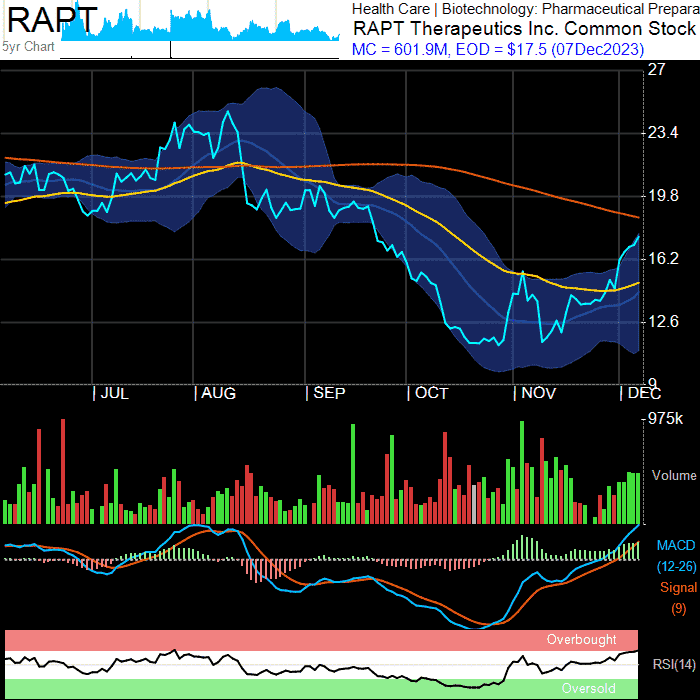 RAPT
Health Care | Biotechnology: Pharmaceutical Prepara
RAPT Therapeutics Inc. Common Stock
5yr Chart
MC = 601.9M, EOD = $17.5 (07Dec2023)
27
23.4
19.8
16.2
12.6
9
| JUL | AUG | SEP | OCT | NOV | DEC
975k
Volume
MACD
(12-26)
Signal
(9)
Overbought
RSI(14)
Oversold